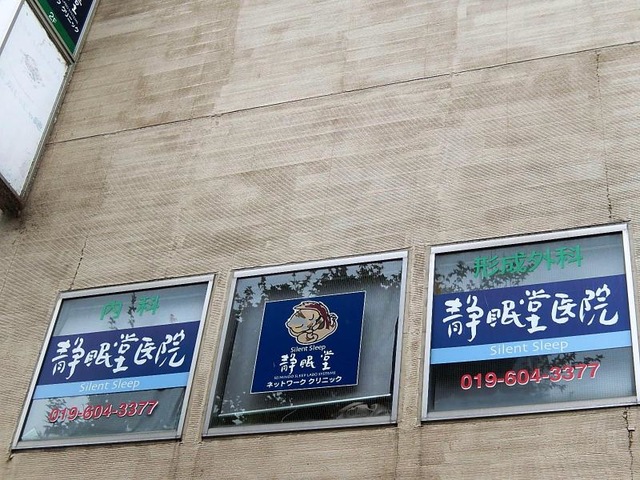 2F
内科
静眠堂医院
Silent Sleep
019-604-3377
Silent Sleep
静眠堂
ネットワーク クリニック
形成外科
静眠堂医院
Silent Sleep
019-604-3377